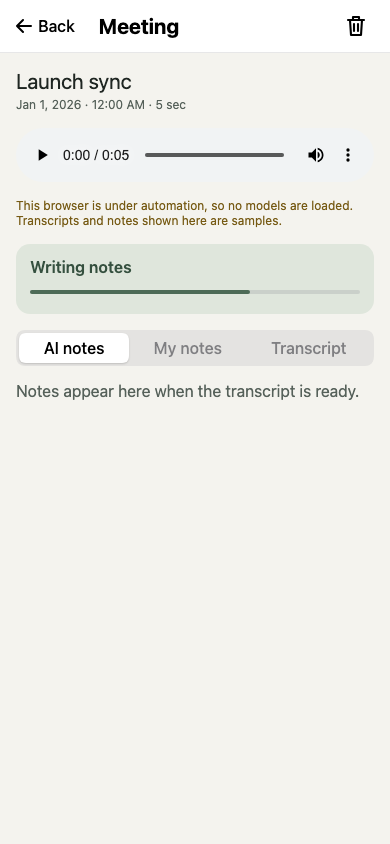 Back Meeting
Launch sync
Jan 1, 2026 · 12:00 AM · 5 sec
0:00 / 0:05
This browser is under automation, so no models are loaded.
Transcripts and notes shown here are samples.
Writing notes
AI notes My notes Transcript
Notes appear here when the transcript is ready.